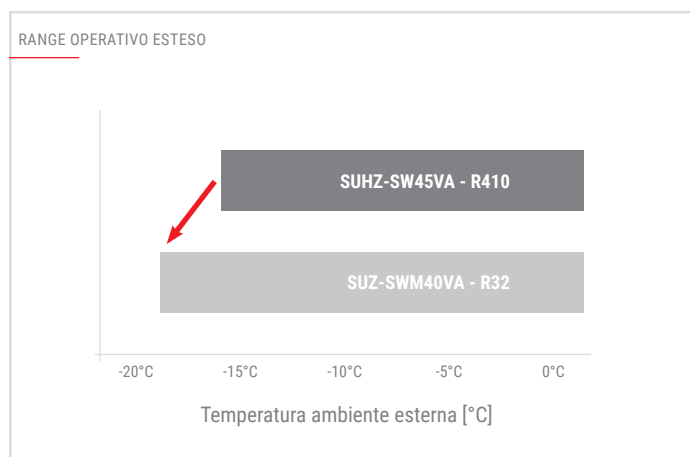 RANGE OPERATIVO ESTESO
SUHZ-SW45VA - R410
SUZ-SWM40VA - R32
-20°C -15°C -10°C -5°C 0°C
Temperatura ambiente esterna [°C]